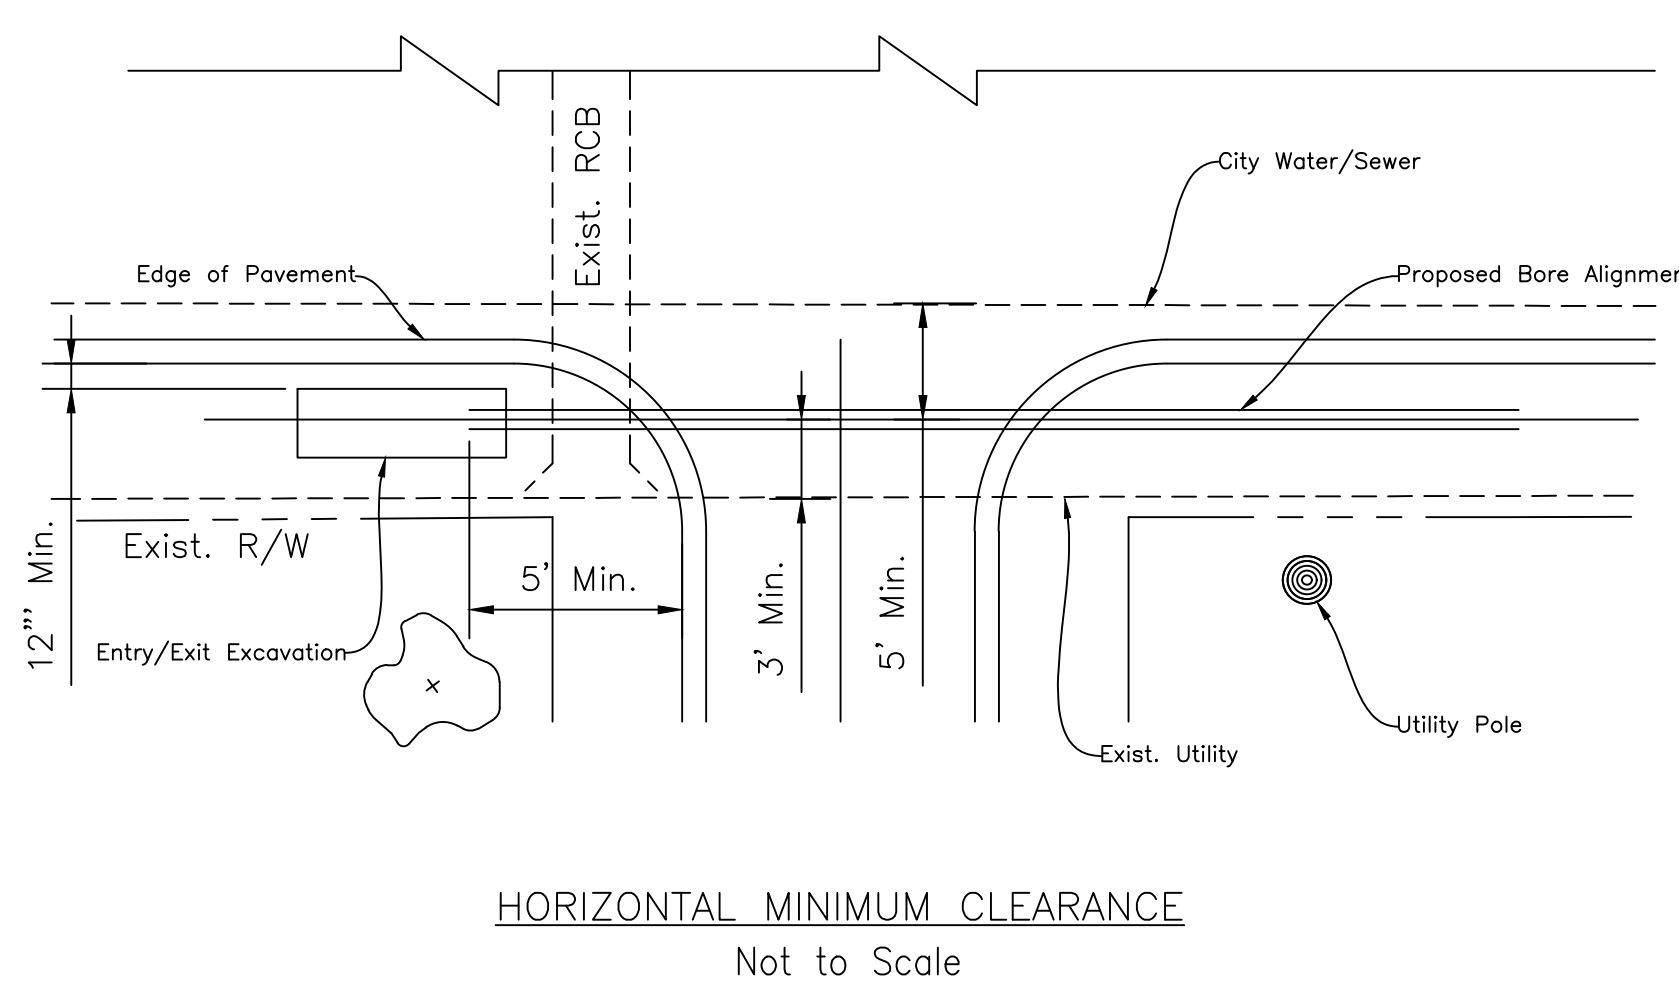 Exist. RCB
City Water/Sewer
Edge of Pavement
Proposed Bore Alignmen
Exist. R/W
12"' Min.
5' Min.
3' Min.
5' Min.
Entry/Exit Excavation
Utility Pole
Exist. Utility
HORIZONTAL MINIMUM CLEARANCE
Not to Scale